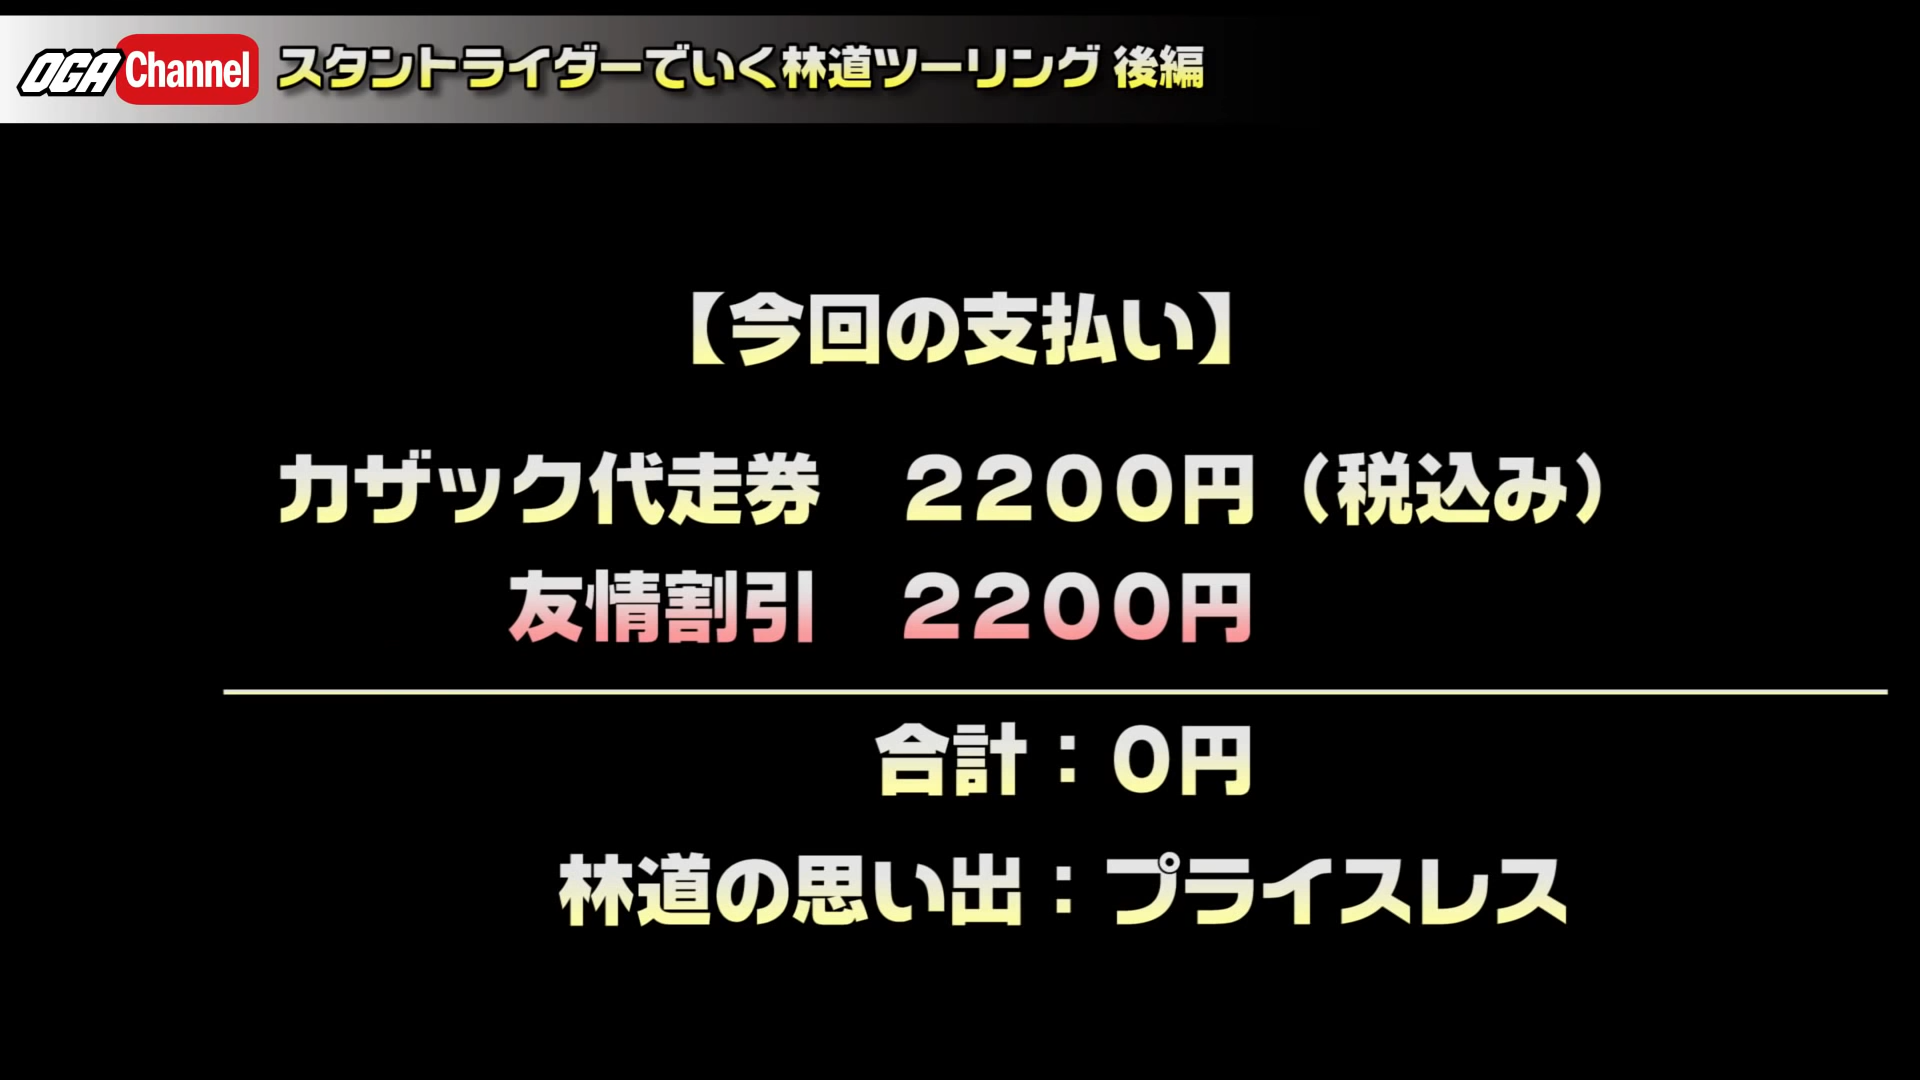 OGA Channel スタントライダーでいく林道ツーリング 後編
【今回の支払い】
カザック代走券　２２００円（税込み）
友情割引　２２００円
合計：０円
林道の思い出：プライスレス